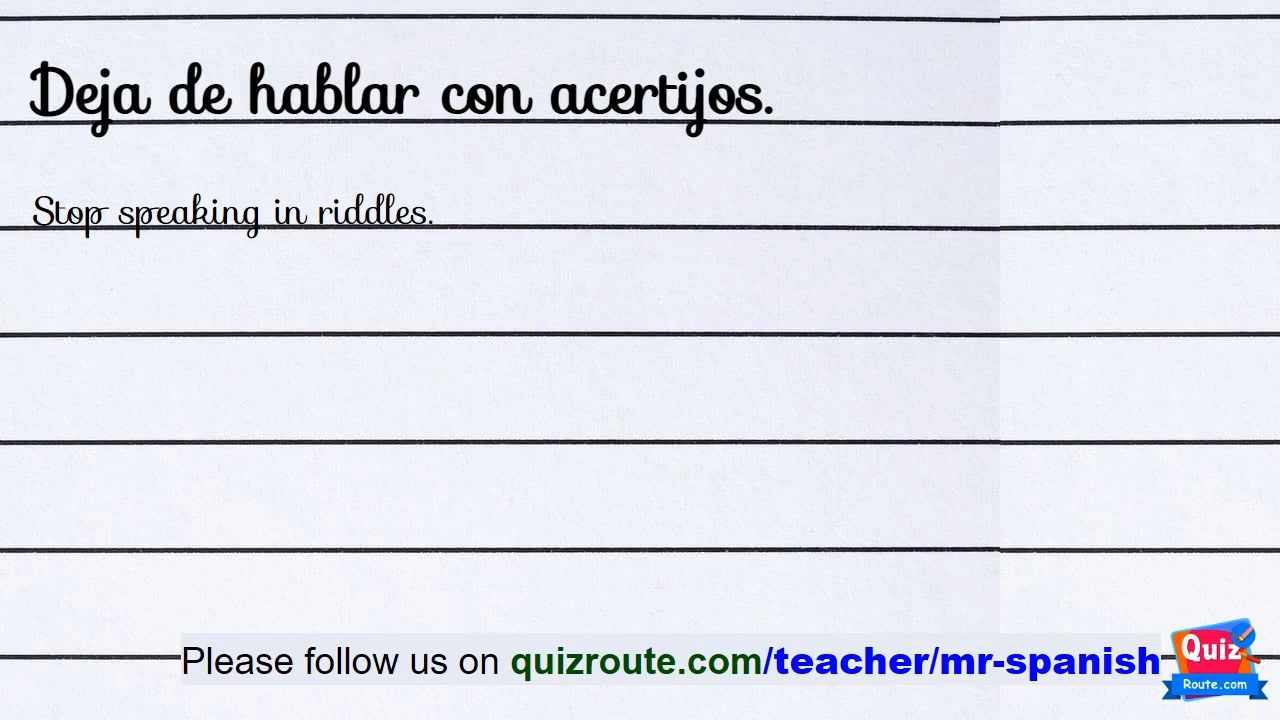 Deja de hablar con acertijos.
Stop speaking in riddles.
Please follow us on quizroute.com/teacher/mr-spanish
Quiz
Route.com